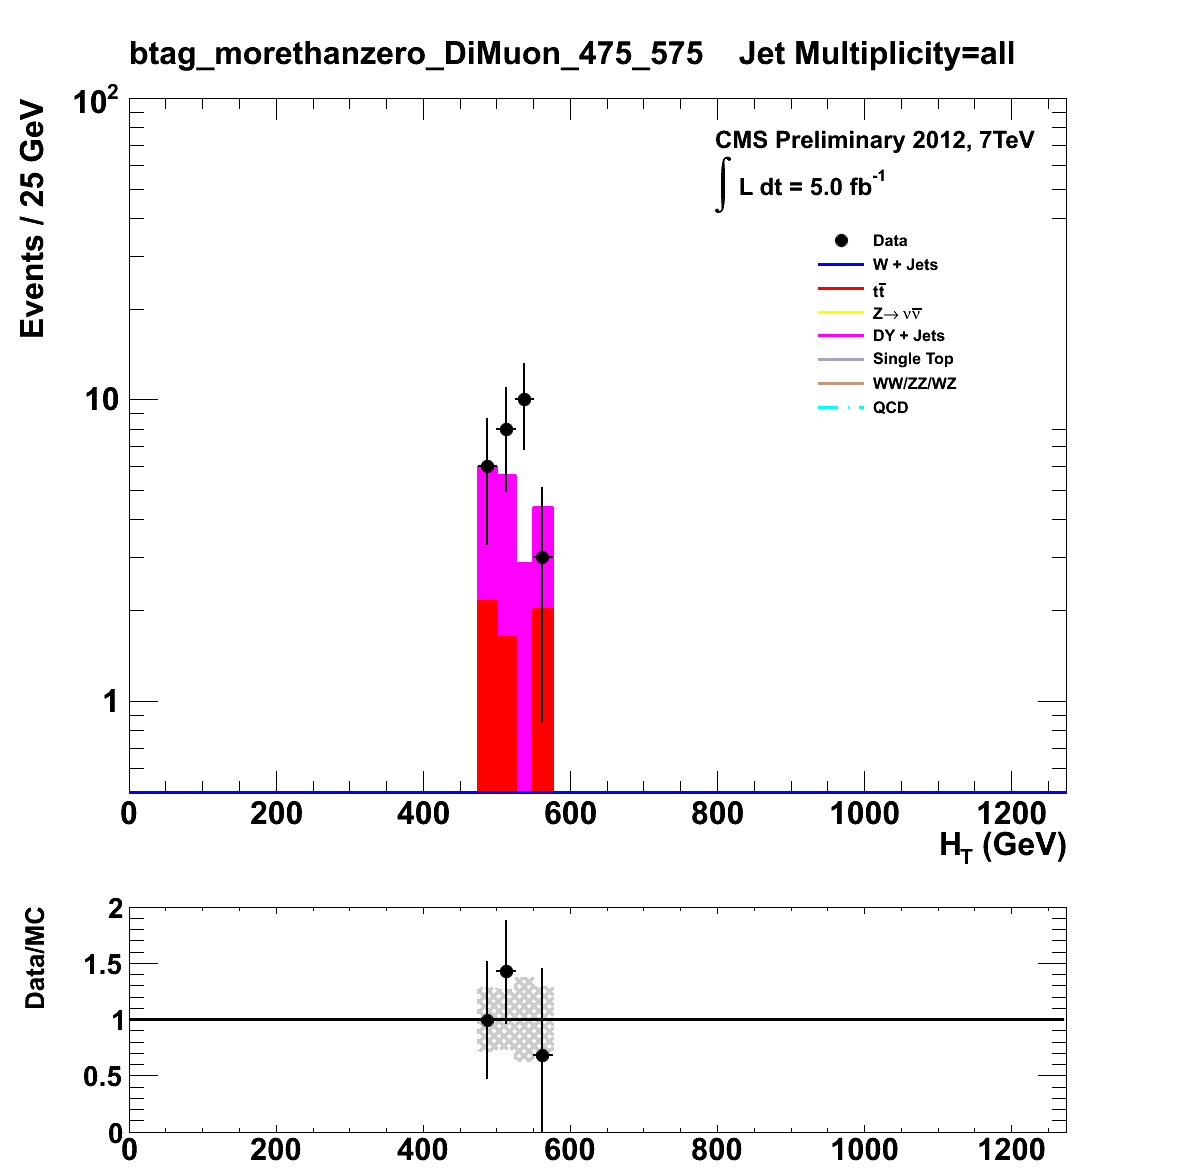 btag_morethanzero_DiMuon_475_575 Jet Multiplicity=all
Events / 25 GeV
10²
10
1
CMS Preliminary 2012, 7TeV
∫ L dt = 5.0 fb⁻¹
Data
W + Jets
tt̅
Z→ νν̅
DY + Jets
Single Top
WW/ZZ/WZ
QCD
0 200 400 600 800 1000 1200
H_T (GeV)
Data/MC
2
1.5
1
0.5
0
0 200 400 600 800 1000 1200